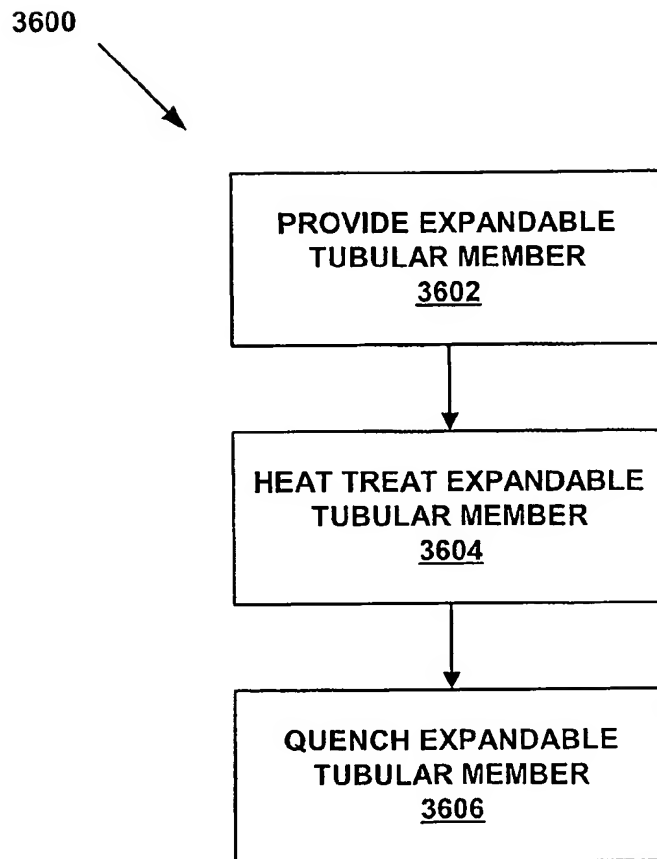 3600
PROVIDE EXPANDABLE
TUBULAR MEMBER
3602
HEAT TREAT EXPANDABLE
TUBULAR MEMBER
3604
QUENCH EXPANDABLE
TUBULAR MEMBER
3606